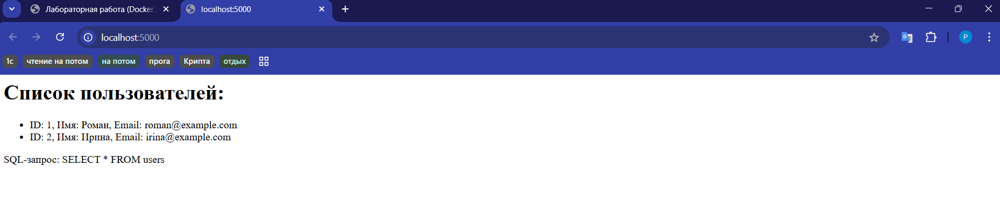 Лабораторная работа (Docker)
localhost:5000
localhost:5000
P
1c
чтение на потом
на потом
прога
Крипта
отдых
Список пользователей:
ID: 1, Имя: Роман, Email: roman@example.com
ID: 2, Имя: Ирина, Email: irina@example.com
SQL-запрос: SELECT * FROM users